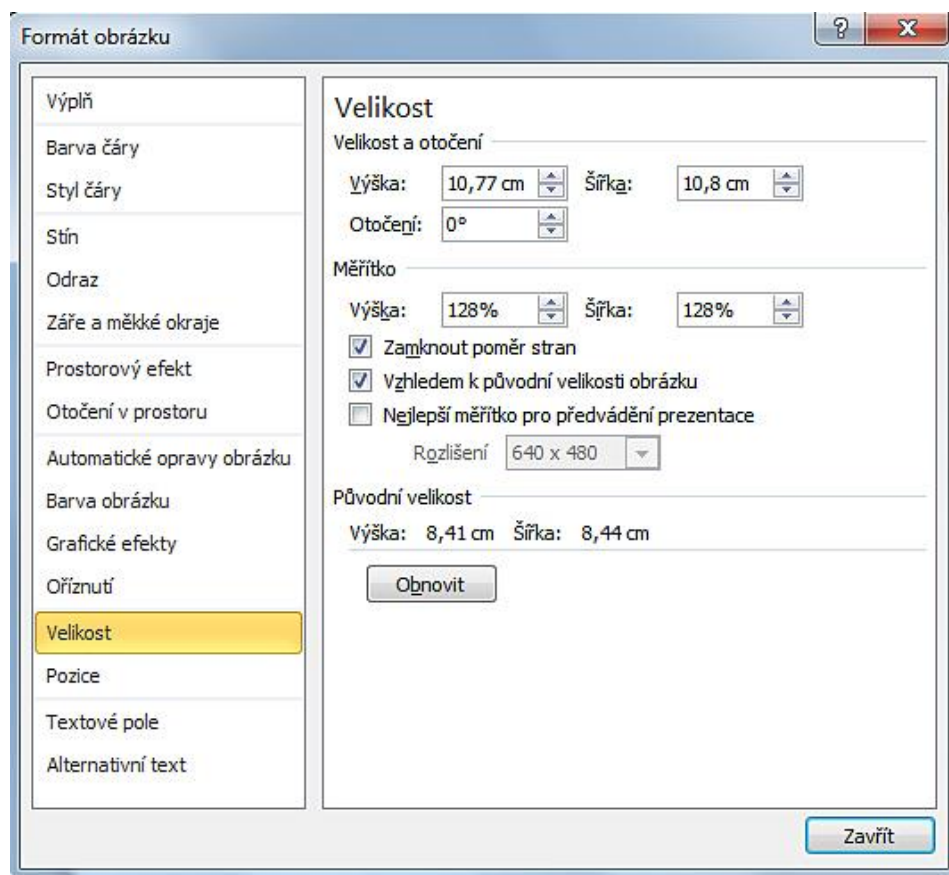 Formát obrázku
Výplň
Barva čáry
Styl čáry
Stín
Odraz
Záře a měkké okraje
Prostorový efekt
Otočení v prostoru
Automatické opravy obrázku
Barva obrázku
Grafické efekty
Oříznutí
Velikost
Pozice
Textové pole
Alternativní text
Velikost
Velikost a otočení
Výška: 10,77 cm Šířka: 10,8 cm
Otočení: 0°
Měřítko
Výška: 128% Šířka: 128%
Zamknout poměr stran
Vzhledem k původní velikosti obrázku
Nejlepší měřítko pro předvádění prezentace
Rozlišení 640 x 480
Původní velikost
Výška: 8,41 cm Šířka: 8,44 cm
Obnovit
Zavřít